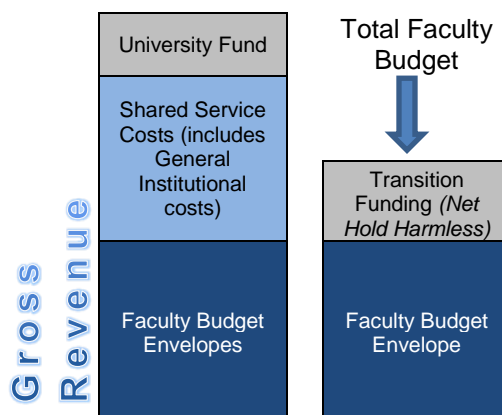 University Fund
Shared Service
Costs (includes
General
Institutional
costs)
Faculty Budget
Envelopes
Total Faculty
Budget
Transition
Funding (Net
Hold Harmless)
Faculty Budget
Envelope
Gross
Revenue